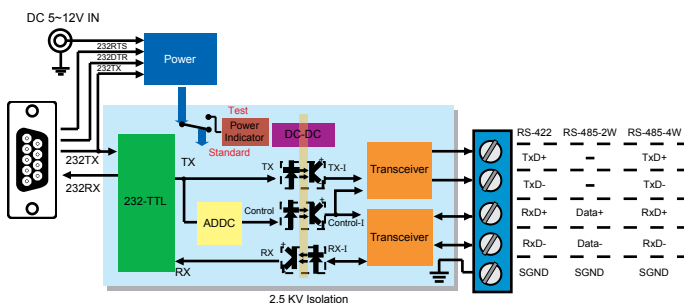 DC 5~12V IN
232RTS
232DTR
232TX
Power
Test
Power
Indicator
DC-DC
Standard
232TX
232RX
232-TTL
TX
TX
TX-I
Transceiver
ADDC
Control
Control-I
Transceiver
RX
RX
RX-I
2.5 KV Isolation
RS-422 RS-485-2W RS-485-4W
TxD+ – TxD+
TxD- – TxD-
RxD+ Data+ RxD+
RxD- Data- RxD-
SGND SGND SGND